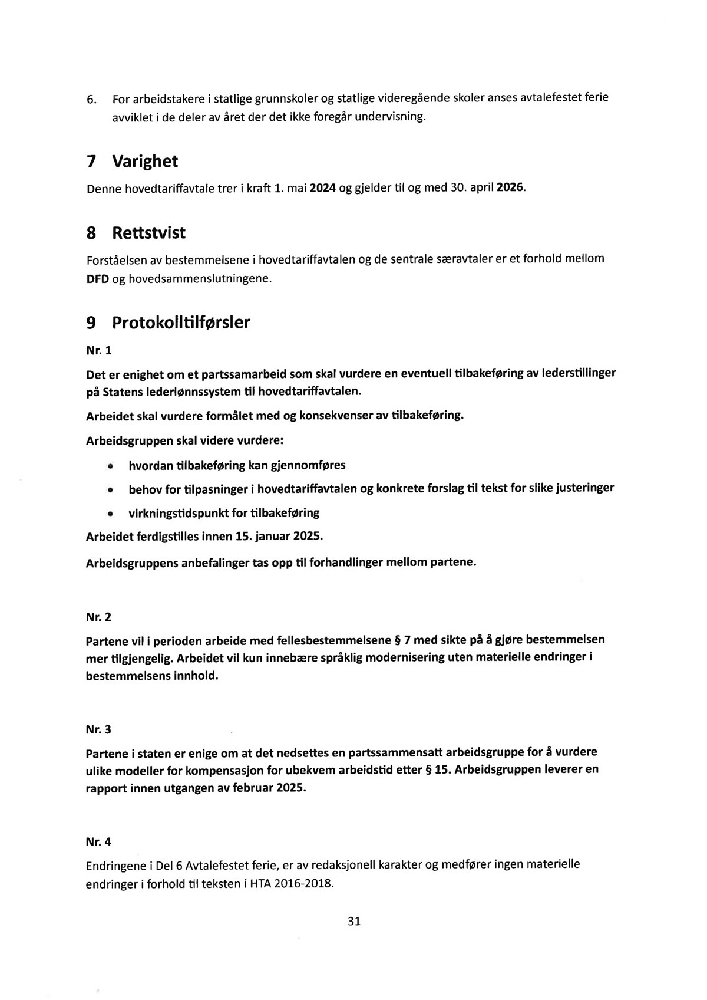 6. For arbeidstakere i statlige grunnskoler og statlige videregående skoler anses avtalefestet ferie
avviklet i de deler av året der det ikke foregår undervisning.
7 Varighet
Denne hovedtariffavtale trer i kraft 1. mai 2024 og gjelder til og med 30. april 2026.
8 Rettstvist
Forståelsen av bestemmelsene i hovedtariffavtalen og de sentrale særavtaler er et forhold mellom
DFD og hovedsammenslutningene.
9 Protokolltilførsler
Nr. 1
Det er enighet om et partssamarbeid som skal vurdere en eventuell tilbakeføring av lederstillinger
på Statens lederlønnssystem til hovedtariffavtalen.
Arbeidet skal vurdere formålet med og konsekvenser av tilbakeføring.
Arbeidsgruppen skal videre vurdere:
• hvordan tilbakeføring kan gjennomføres
• behov for tilpasninger i hovedtariffavtalen og konkrete forslag til tekst for slike justeringer
• virkningstidspunkt for tilbakeføring
Arbeidet ferdigstilles innen 15. januar 2025.
Arbeidsgruppens anbefalinger tas opp til forhandlinger mellom partene.
Nr. 2
Partene vil i perioden arbeide med fellesbestemmelsene § 7 med sikte på å gjøre bestemmelsen
mer tilgjengelig. Arbeidet vil kun innebære språklig modernisering uten materielle endringer i
bestemmelsens innhold.
Nr. 3
Partene i staten er enige om at det nedsettes en partssammensatt arbeidsgruppe for å vurdere
ulike modeller for kompensasjon for ubekvem arbeidstid etter § 15. Arbeidsgruppen leverer en
rapport innen utgangen av februar 2025.
Nr. 4
Endringene i Del 6 Avtalefestet ferie, er av redaksjonell karakter og medfører ingen materielle
endringer i forhold til teksten i HTA 2016-2018.
31